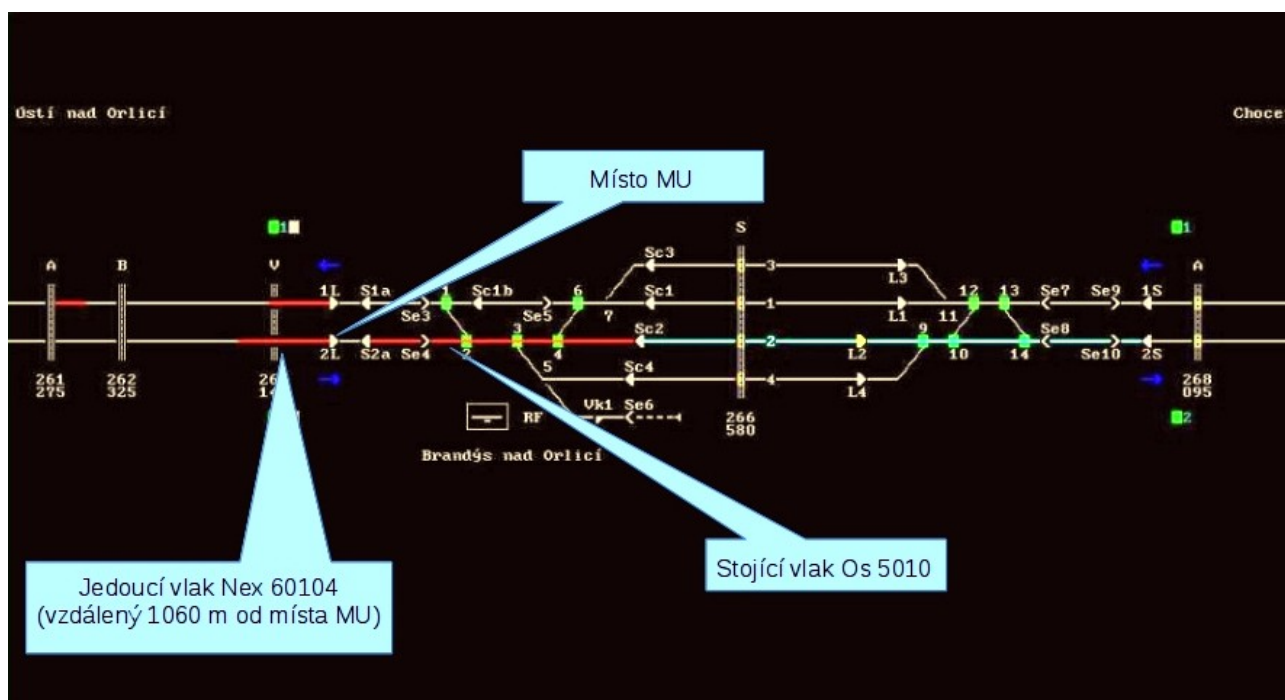 Ústí nad Orlicí
Choce
Místo MU
1
S
1
Sc3
A
B
V
3
L3
A
1L
S1a
1
Sc1b
6
Sc1
1
12
13
Se7
Se9
1S
Se3
Se5
7
L1
11
3
Sc2
9
Se8
2L
S2a
Se4
2
4
2
L2
10
14
Se10
2S
5
Sc4
4
L4
261
275
262
325
268
095
Vk1
Se6
RF
266
580
2
Brandýs nad Orlicí
Jedoucí vlak Nex 60104
(vzdálený 1060 m od místa MU)
Stojící vlak Os 5010